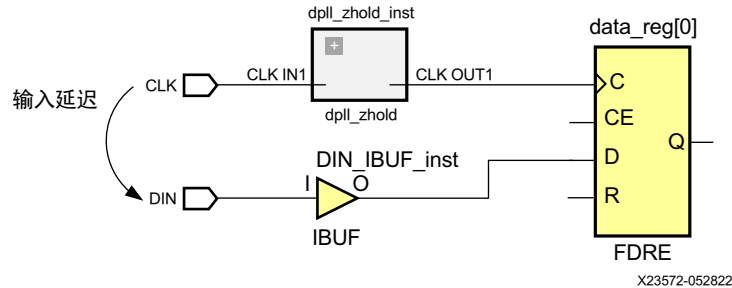 dpll_zhold_inst
data_reg[0]
+
CLK
CLK IN1
CLK OUT1
C
输入延迟
dpll_zhold
CE
Q
DIN_IBUF_inst
D
DIN
I
O
R
IBUF
FDRE
X23572-052822